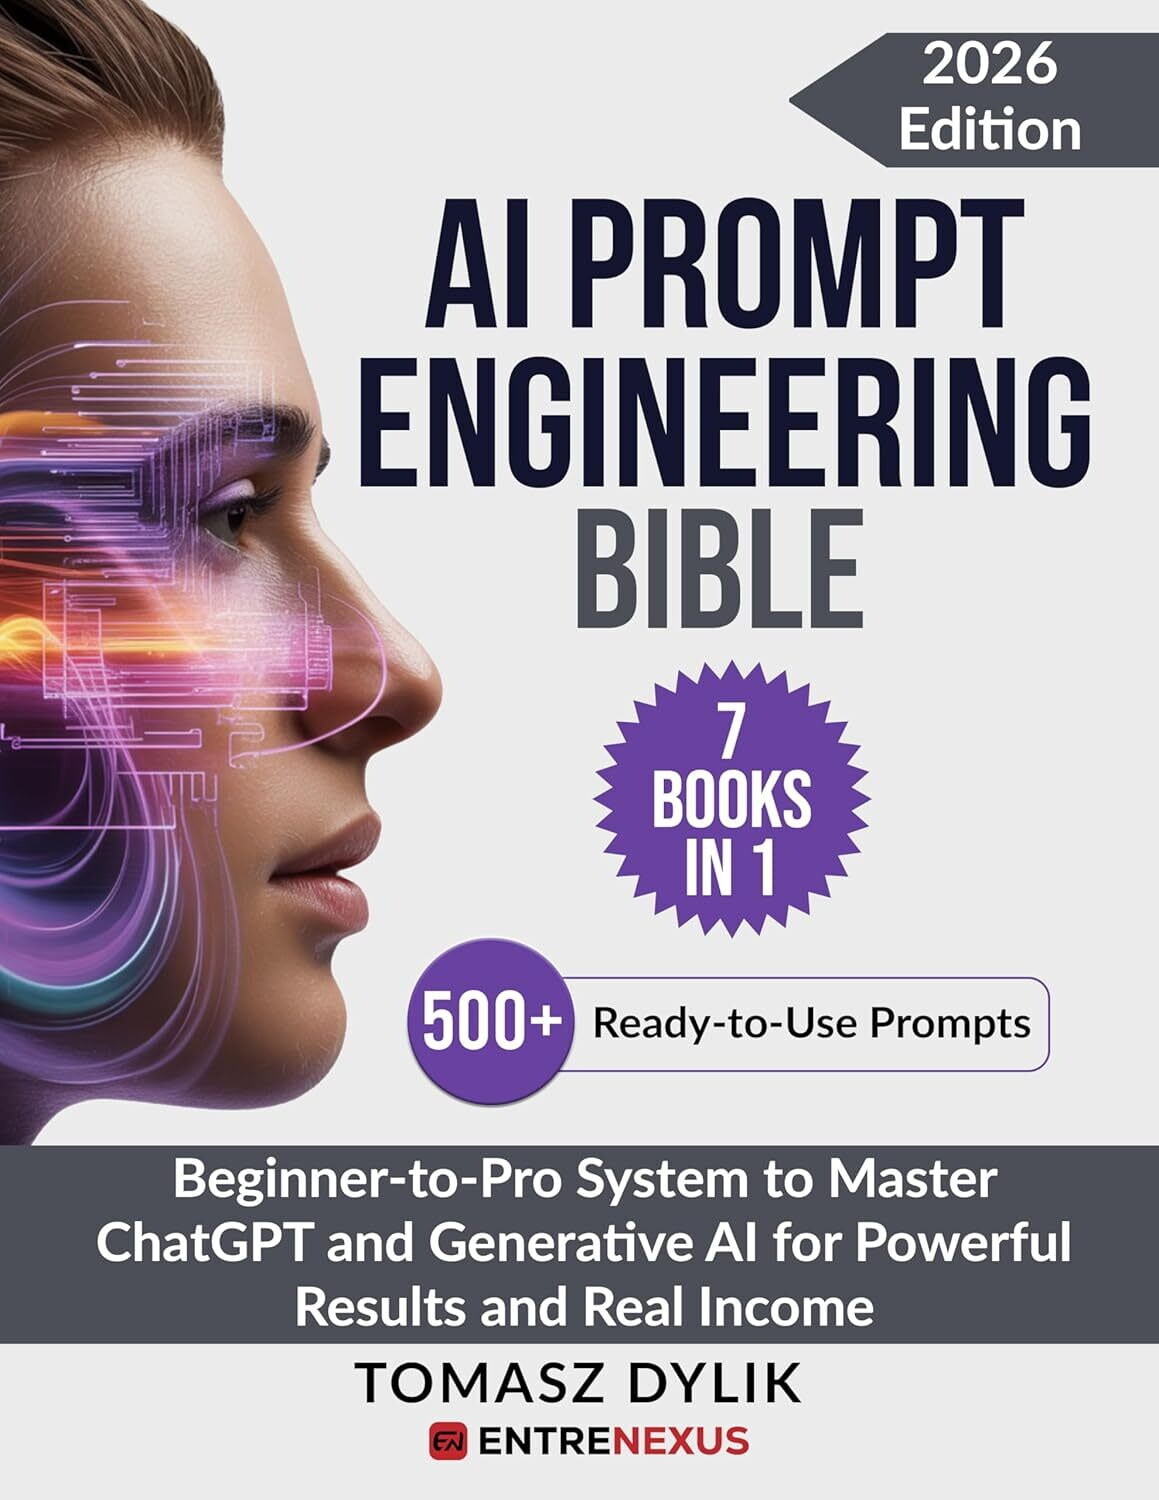 2026
Edition
AI PROMPT
ENGINEERING
BIBLE
7
BOOKS
IN 1
500+ Ready-to-Use Prompts
Beginner-to-Pro System to Master
ChatGPT and Generative AI for Powerful
Results and Real Income
TOMASZ DYLIK
EN ENTRENEXUS